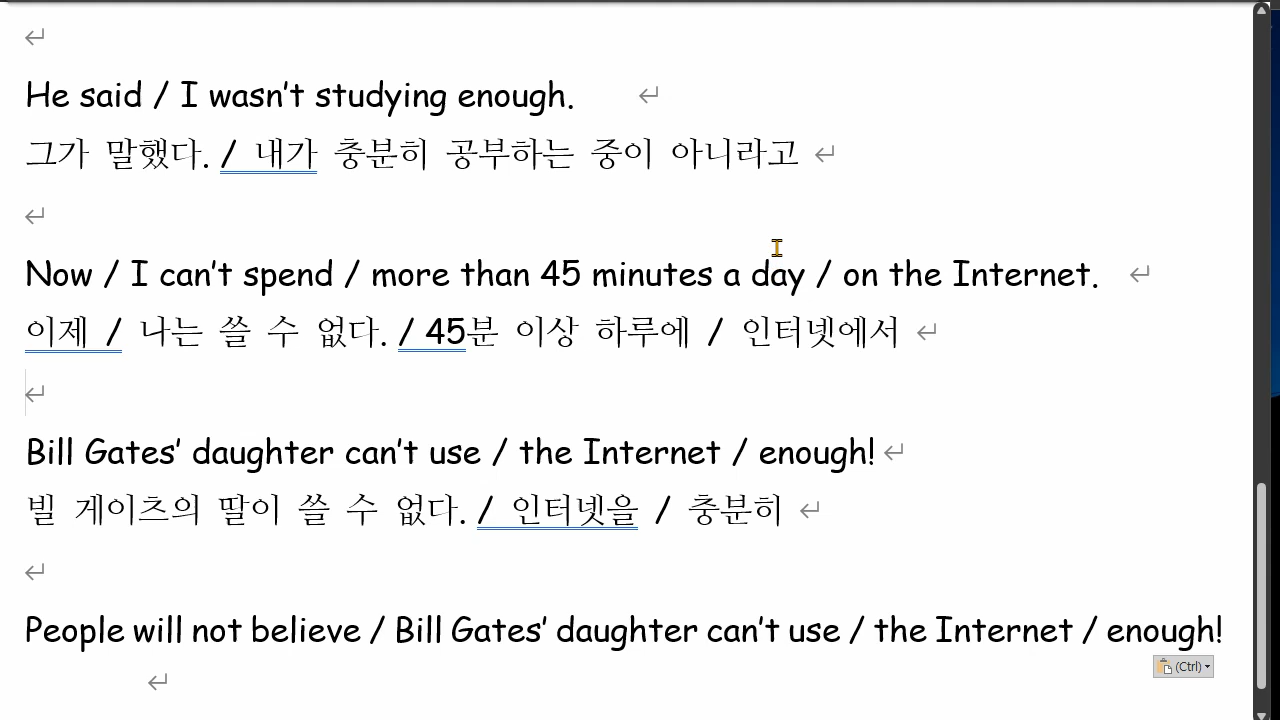 He said / I wasn't studying enough.
그가 말했다. / 내가 충분히 공부하는 중이 아니라고
Now / I can't spend / more than 45 minutes a day / on the Internet.
이제 / 나는 쓸 수 없다. / 45분 이상 하루에 / 인터넷에서
Bill Gates' daughter can't use / the Internet / enough!
빌 게이츠의 딸이 쓸 수 없다. / 인터넷을 / 충분히
People will not believe / Bill Gates' daughter can't use / the Internet / enough!
(Ctrl)